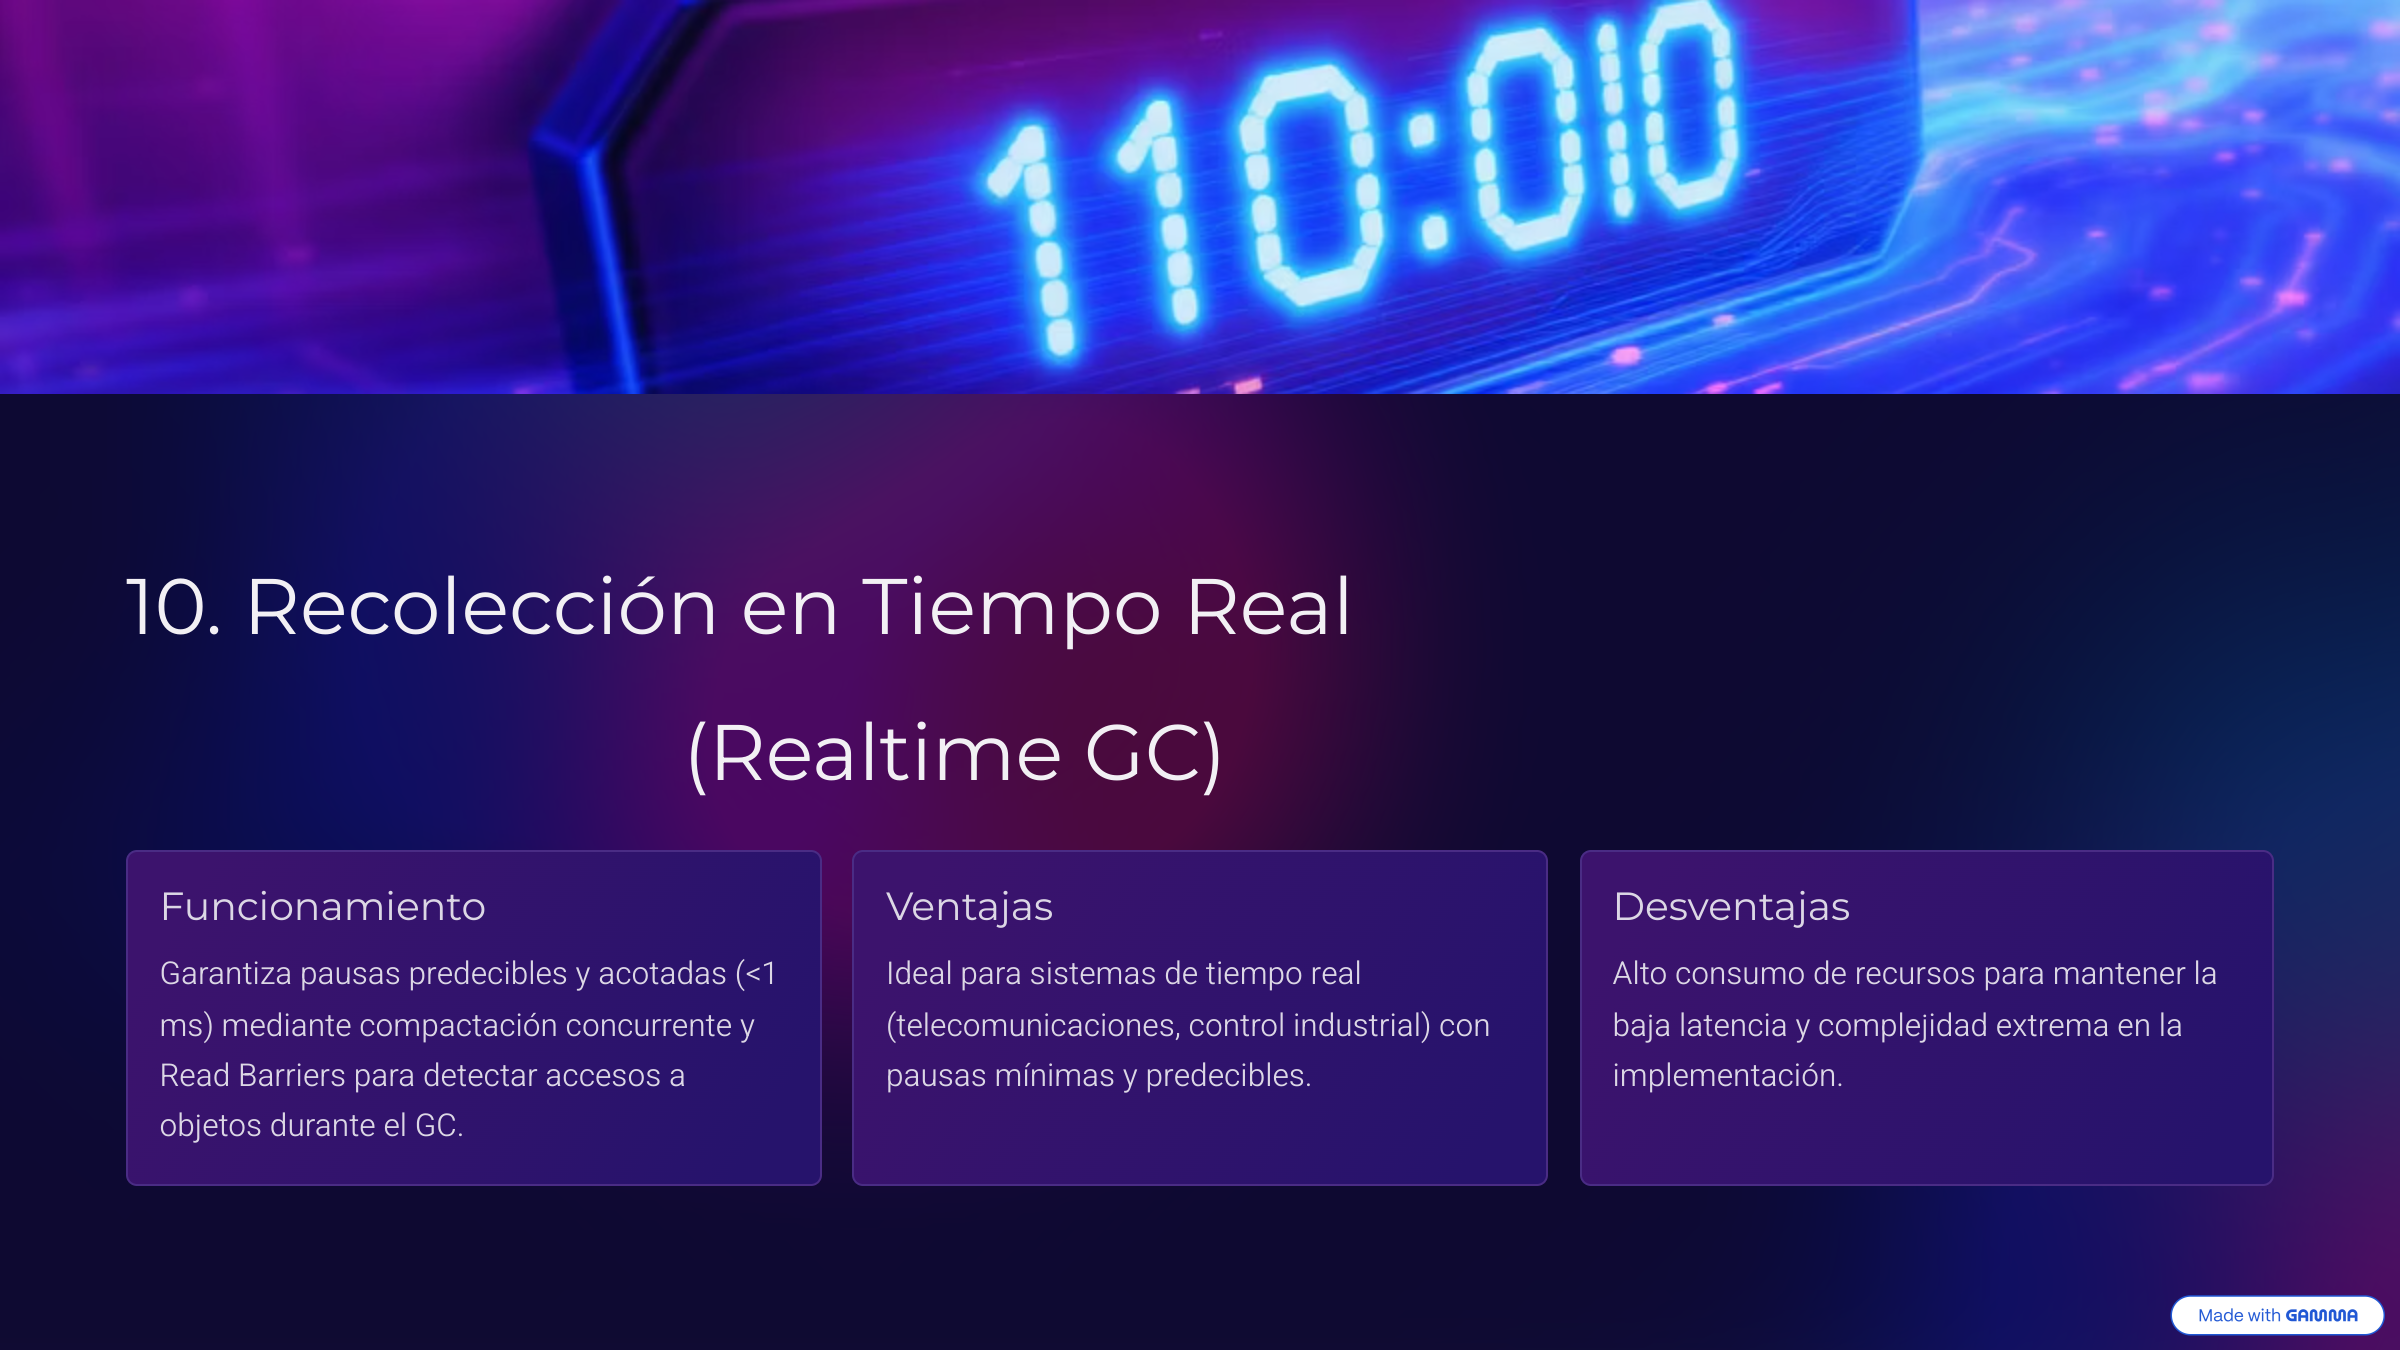 110:010
10. Recolección en Tiempo Real
(Realtime GC)
Funcionamiento
Garantiza pausas predecibles y acotadas (<1
ms) mediante compactación concurrente y
Read Barriers para detectar accesos a
objetos durante el GC.
Ventajas
Ideal para sistemas de tiempo real
(telecomunicaciones, control industrial) con
pausas mínimas y predecibles.
Desventajas
Alto consumo de recursos para mantener la
baja latencia y complejidad extrema en la
implementación.
Made with GAMMA